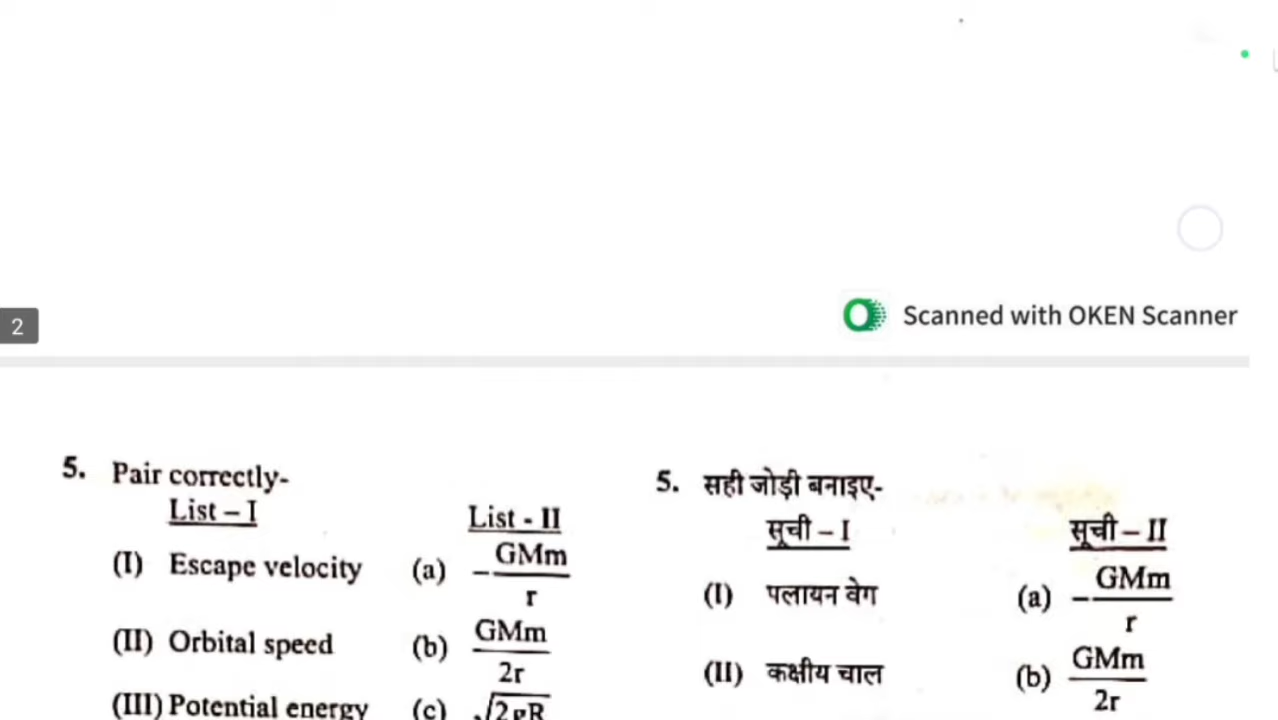 Scanned with OKEN Scanner
2
5. Pair correctly-
List – I
List - II
(I) Escape velocity (a) −GMm/r
(II) Orbital speed (b) GMm/2r
(III) Potential energy (c) √2gR
5. सही जोड़ी बनाइए-
सूची – I
सूची – II
(I) पलायन वेग (a) −GMm/r
(II) कक्षीय चाल (b) GMm/2r